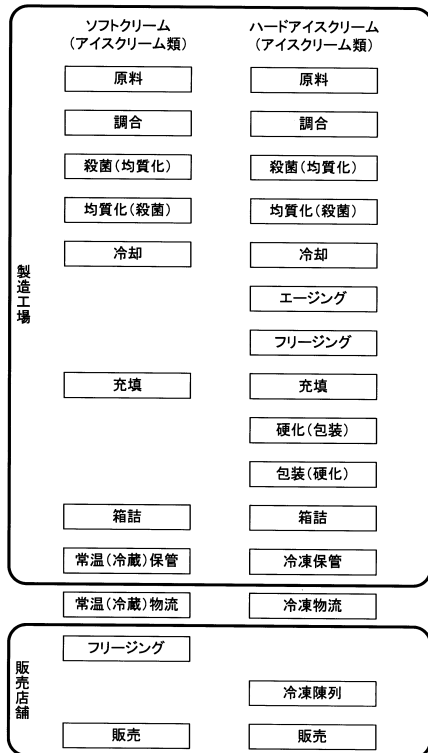 ソフトクリーム ハードアイスクリーム
(アイスクリーム類) (アイスクリーム類)
原料 原料
調合 調合
殺菌(均質化) 殺菌(均質化)
均質化(殺菌) 均質化(殺菌)
冷却 冷却
製造工場
エージング
フリージング
充填 充填
硬化(包装)
包装(硬化)
箱詰 箱詰
常温(冷蔵)保管 冷凍保管
常温(冷蔵)物流 冷凍物流
販売店舗
フリージング
冷凍陳列
販売 販売